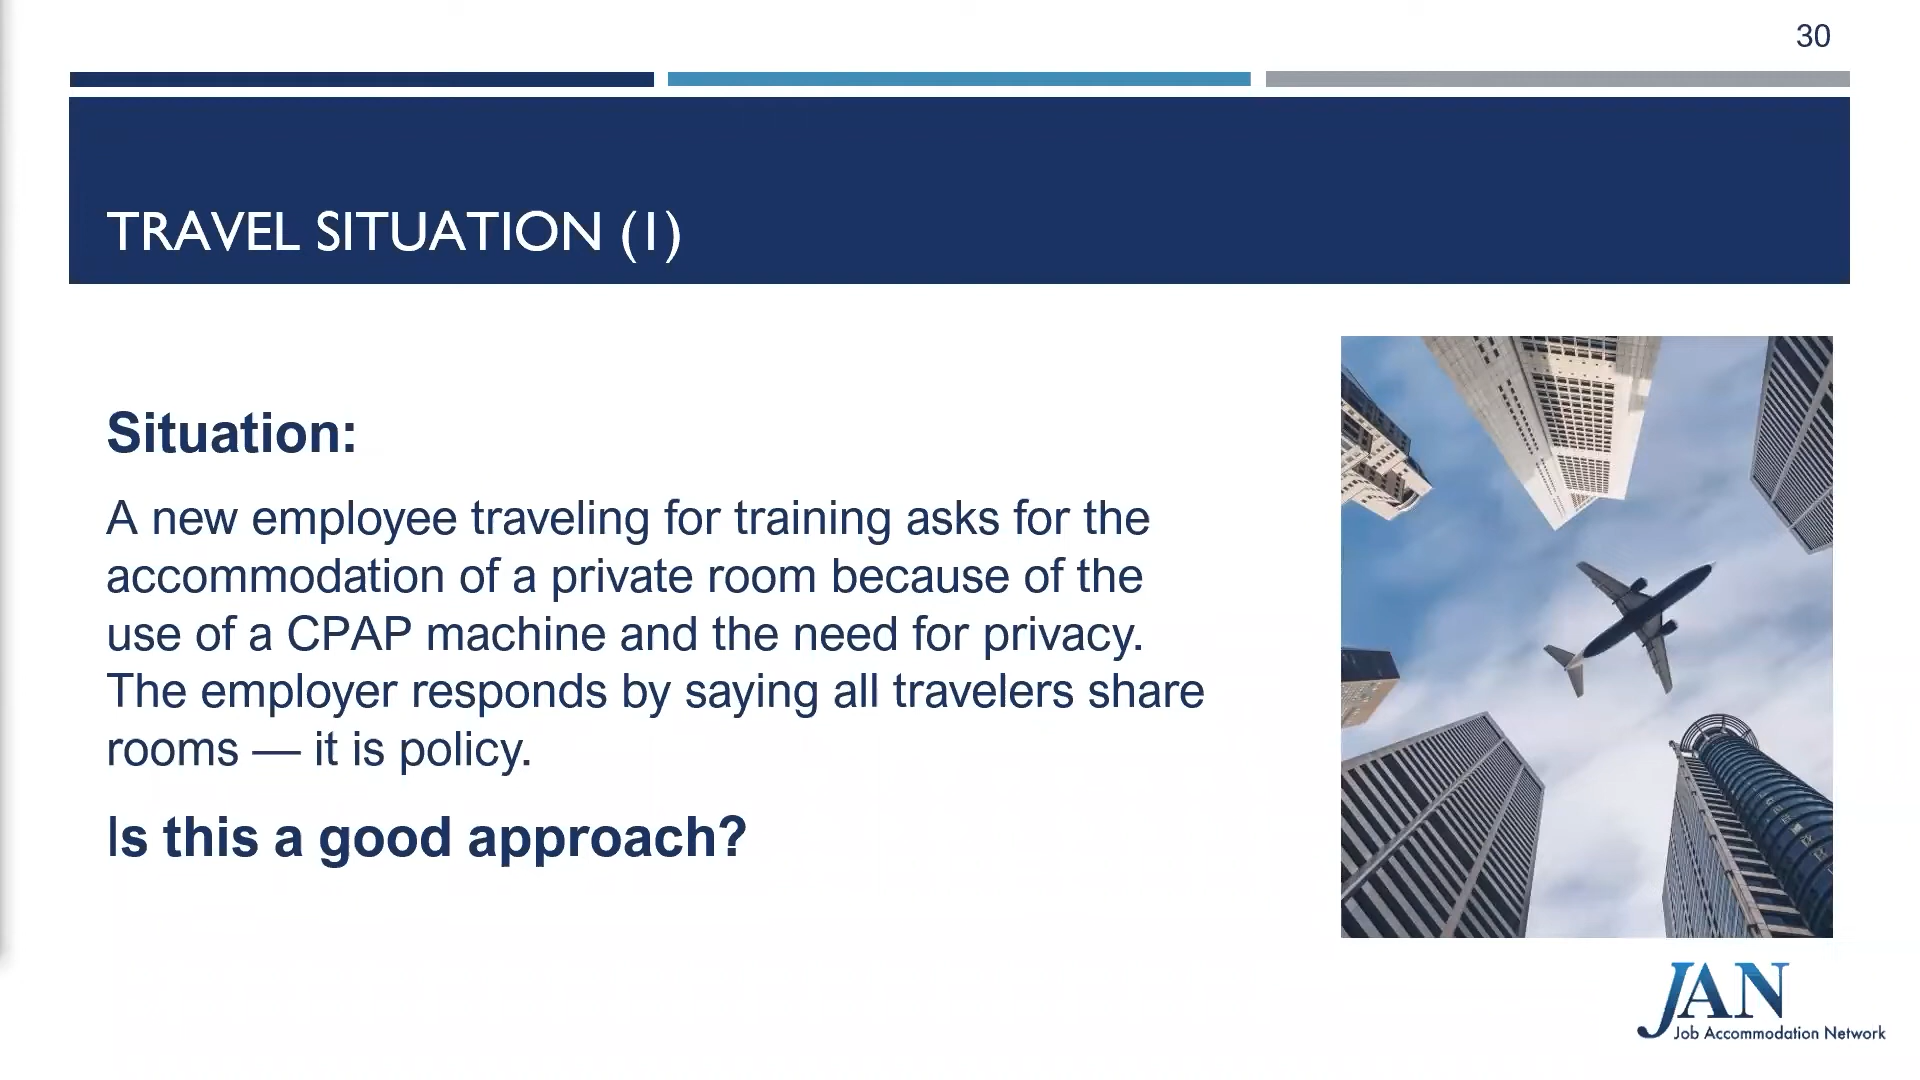 30
TRAVEL SITUATION (1)
Situation:
A new employee traveling for training asks for the
accommodation of a private room because of the
use of a CPAP machine and the need for privacy.
The employer responds by saying all travelers share
rooms — it is policy.
Is this a good approach?
JAN
Job Accommodation Network